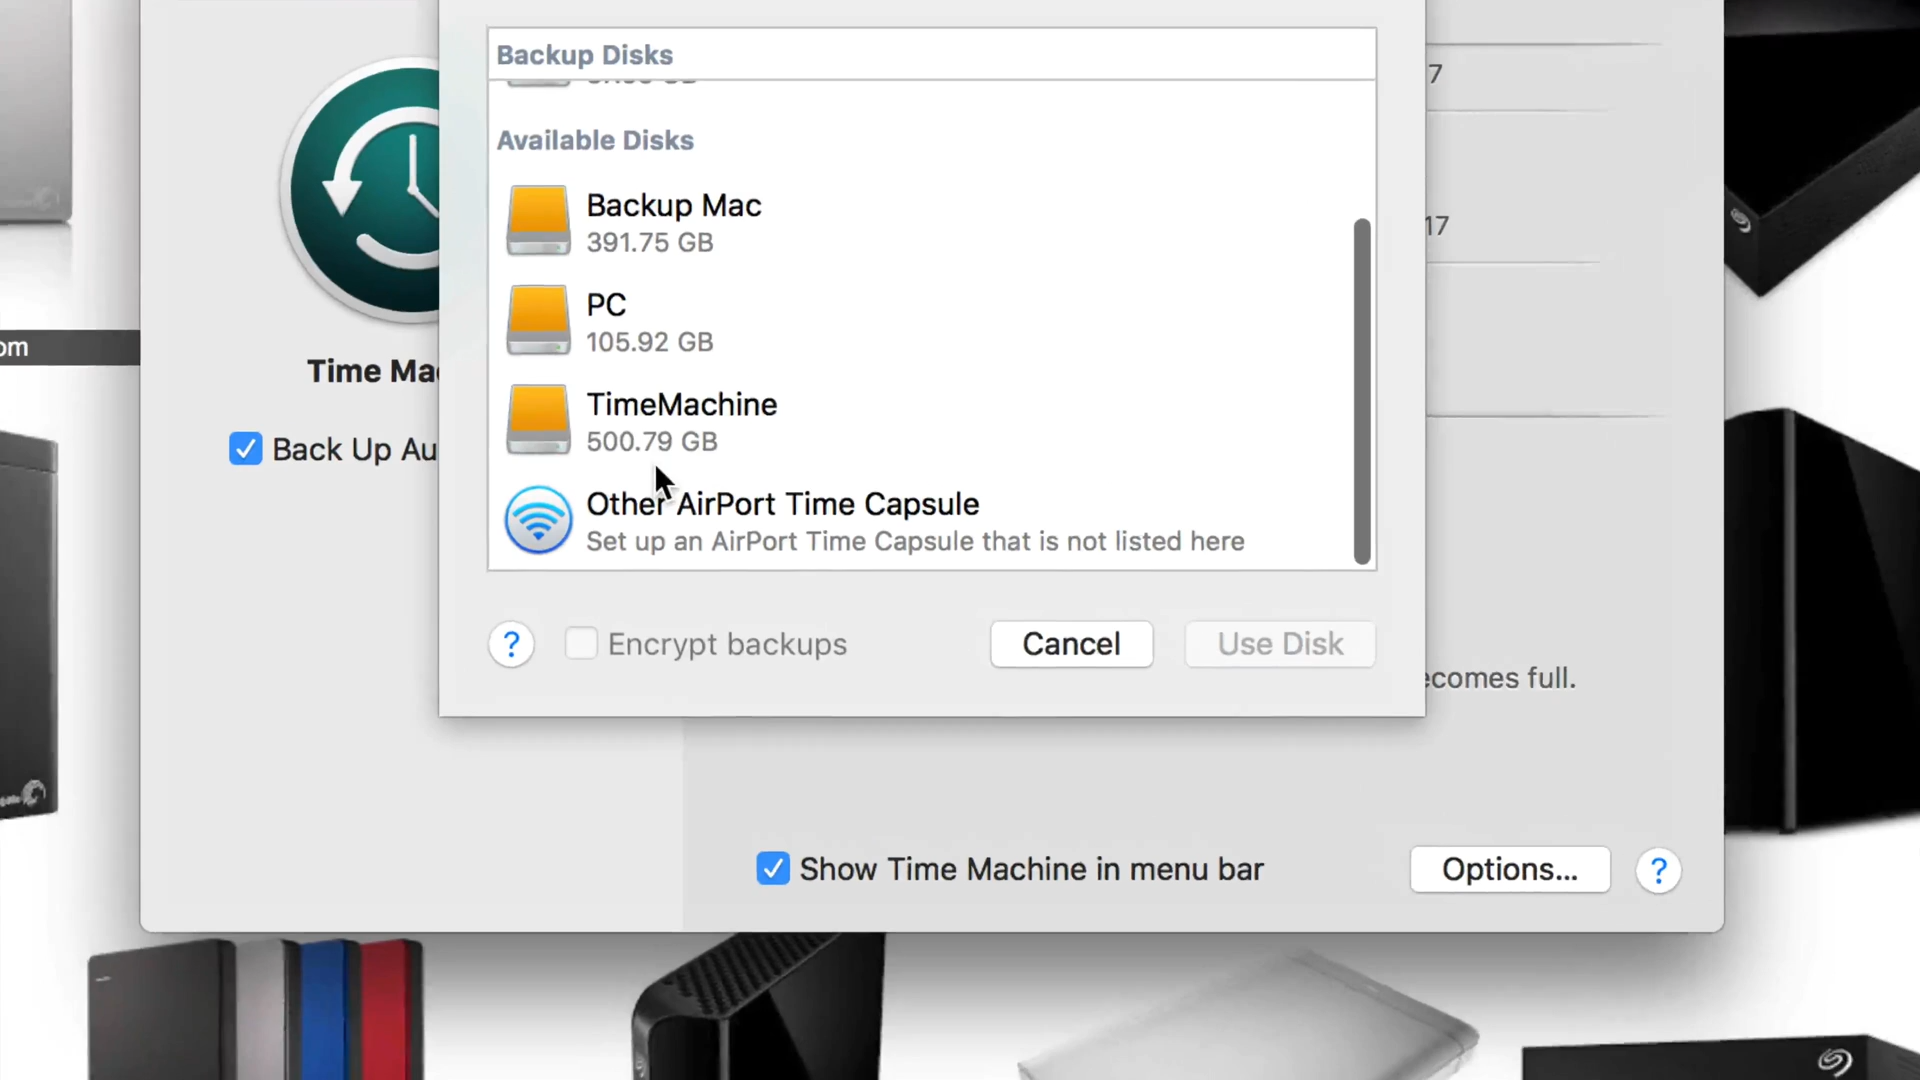 Backup Disks
Available Disks
Backup Mac
391.75 GB
PC
105.92 GB
TimeMachine
500.79 GB
Other AirPort Time Capsule
Set up an AirPort Time Capsule that is not listed here
? Encrypt backups Cancel Use Disk
7
17
om
Time Mac
Back Up Au
ecomes full.
Show Time Machine in menu bar Options... ?